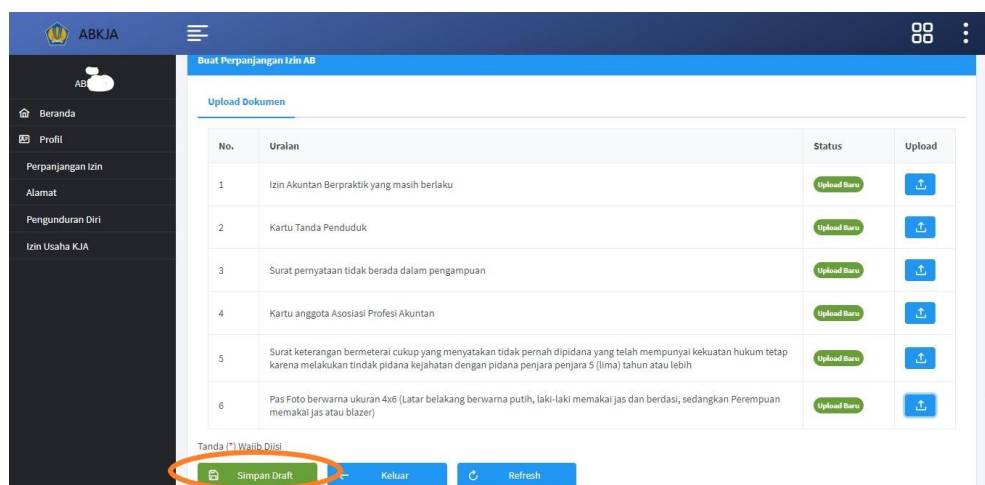 ABKJA
AB
Beranda
Profil
Perpanjangan Izin
Alamat
Pengunduran Diri
Izin Usaha KJA
Buat Perpanjangan Izin AB
Upload Dokumen
No. Uraian Status Upload
1 Izin Akuntan Berpraktik yang masih berlaku Upload Baru
2 Kartu Tanda Penduduk Upload Baru
3 Surat pernyataan tidak berada dalam pengampuan Upload Baru
4 Kartu anggota Asosiasi Profesi Akuntan Upload Baru
5 Surat keterangan bermeterai cukup yang menyatakan tidak pernah dipidana yang telah mempunyai kekuatan hukum tetap
karena melakukan tindak pidana kejahatan dengan pidana penjara penjara 5 (lima) tahun atau lebih Upload Baru
6 Pas Foto berwarna ukuran 4x6 (Latar belakang berwarna putih, laki-laki memakai jas dan berdasi, sedangkan Perempuan
memakai jas atau blazer) Upload Baru
Tanda (*) Wajib Diisi
Simpan Draft Keluar Refresh